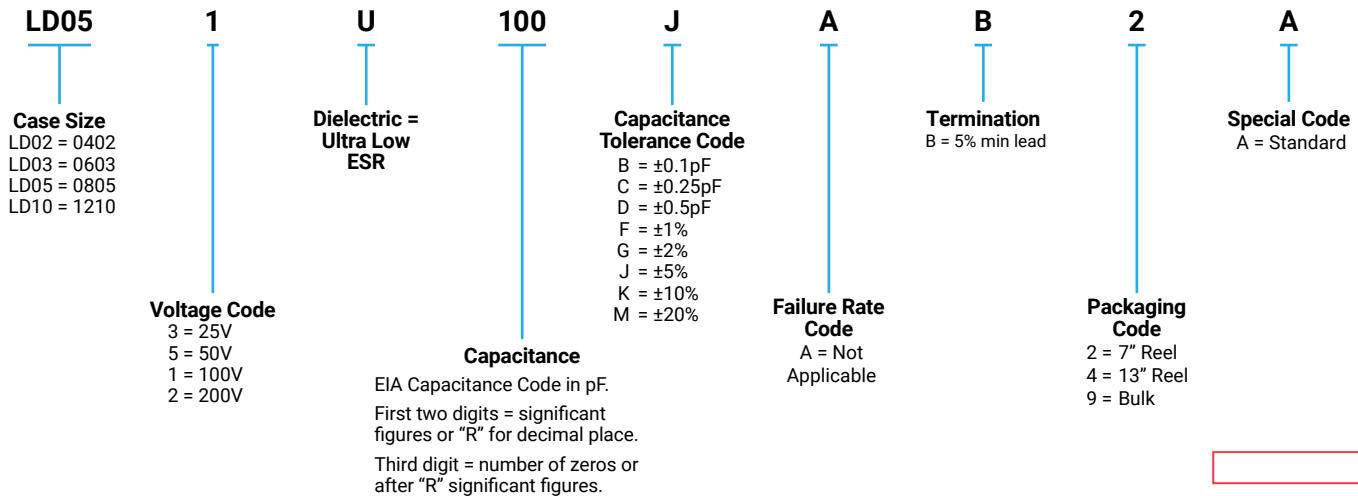 LD05 1 U 100 J A B 2 A
Case Size
LD02 = 0402
LD03 = 0603
LD05 = 0805
LD10 = 1210
Voltage Code
3 = 25V
5 = 50V
1 = 100V
2 = 200V
Dielectric =
Ultra Low
ESR
Capacitance
EIA Capacitance Code in pF.
First two digits = significant
figures or “R” for decimal place.
Third digit = number of zeros or
after “R” significant figures.
Capacitance
Tolerance Code
B = ±0.1pF
C = ±0.25pF
D = ±0.5pF
F = ±1%
G = ±2%
J = ±5%
K = ±10%
M = ±20%
Failure Rate
Code
A = Not
Applicable
Termination
B = 5% min lead
Packaging
Code
2 = 7” Reel
4 = 13” Reel
9 = Bulk
Special Code
A = Standard